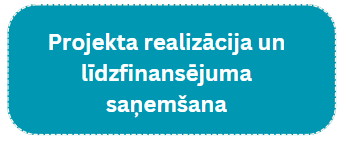 Projekta realizācija un
līdzfinansējuma
saņemšana